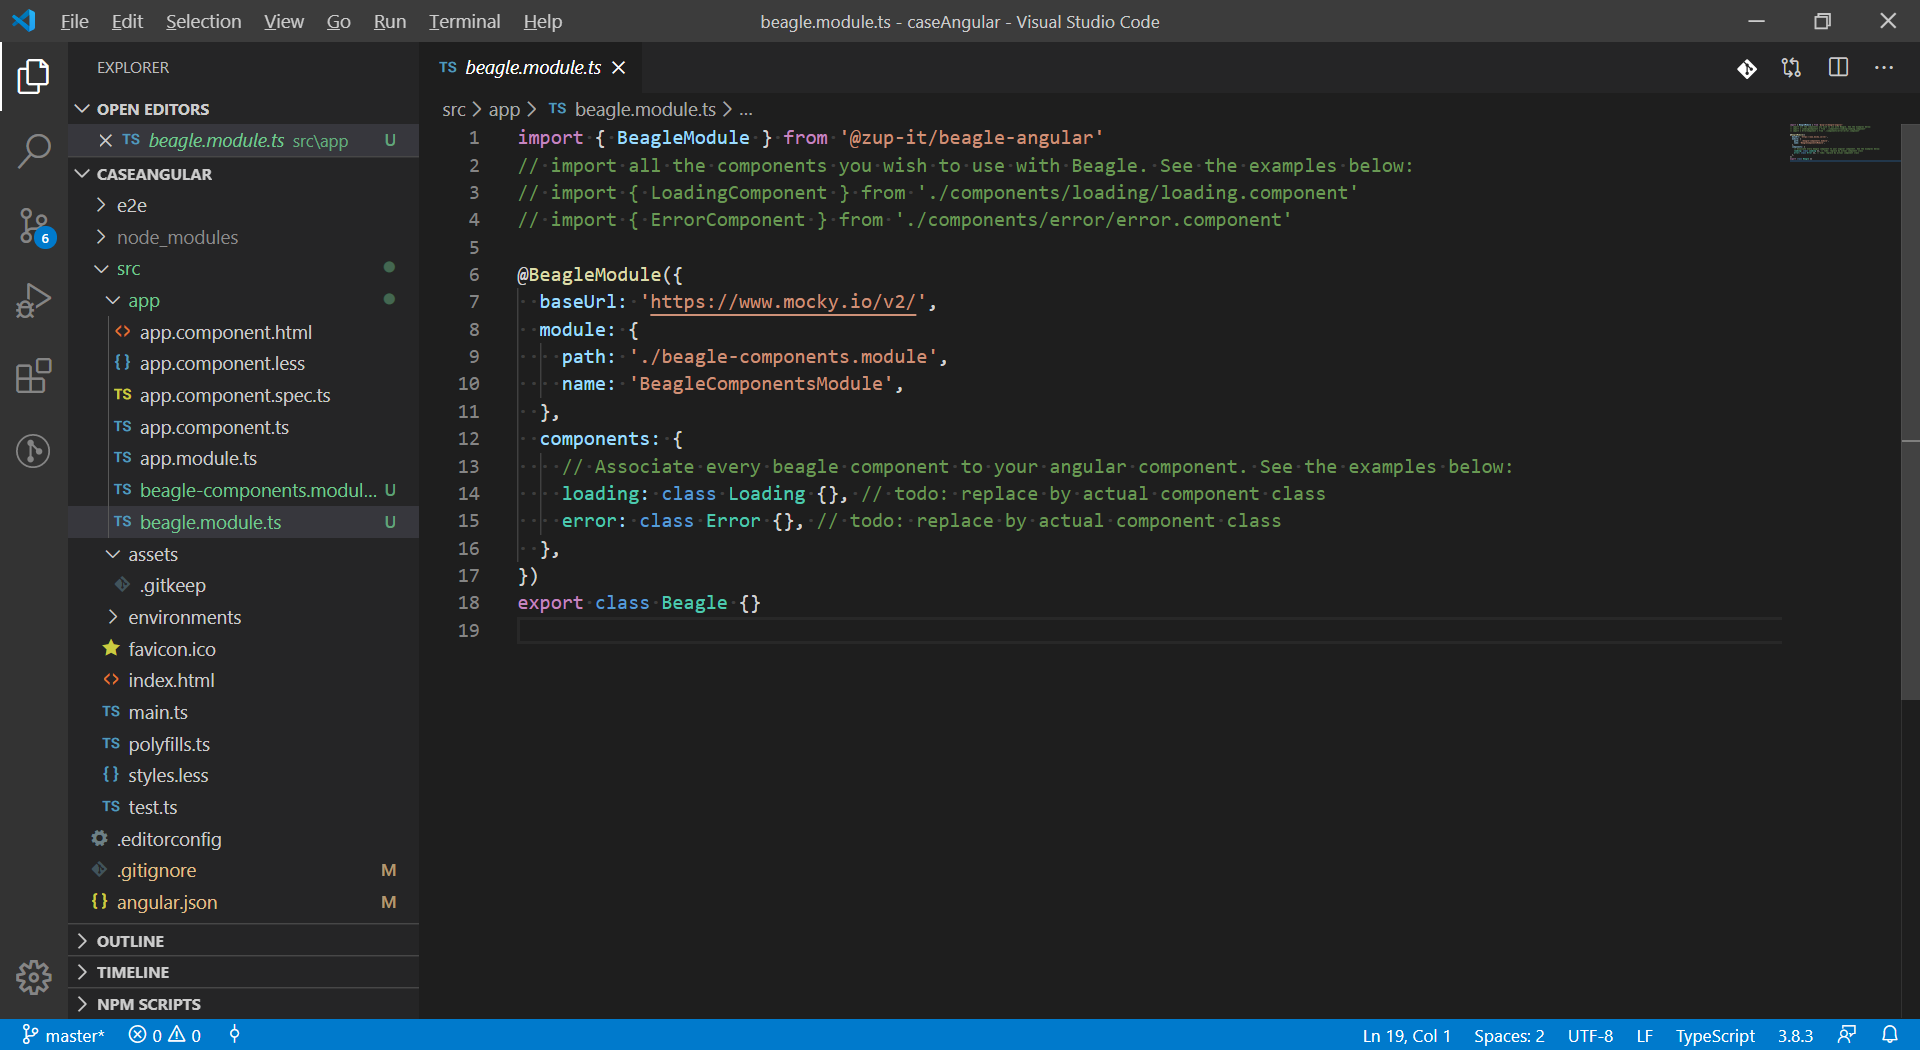 File Edit Selection View Go Run Terminal Help
beagle.module.ts - caseAngular - Visual Studio Code
EXPLORER
OPEN EDITORS
TS beagle.module.ts src\app U
CASEANGULAR
e2e
node_modules
src
app
app.component.html
{} app.component.less
TS app.component.spec.ts
TS app.component.ts
TS app.module.ts
TS beagle-components.modul... U
TS beagle.module.ts U
assets
.gitkeep
environments
favicon.ico
index.html
TS main.ts
TS polyfills.ts
{} styles.less
TS test.ts
.editorconfig
.gitignore M
{} angular.json M
OUTLINE
TIMELINE
NPM SCRIPTS
6
TS beagle.module.ts
src > app > TS beagle.module.ts > ...
1 import { BeagleModule } from '@zup-it/beagle-angular'
2 // import all the components you wish to use with Beagle. See the examples below:
3 // import { LoadingComponent } from './components/loading/loading.component'
4 // import { ErrorComponent } from './components/error/error.component'
5
6 @BeagleModule({
7   baseUrl: 'https://www.mocky.io/v2/',
8   module: {
9     path: './beagle-components.module',
10     name: 'BeagleComponentsModule',
11   },
12   components: {
13     // Associate every beagle component to your angular component. See the examples below:
14     loading: class Loading {}, // todo: replace by actual component class
15     error: class Error {}, // todo: replace by actual component class
16   },
17 })
18 export class Beagle {}
19
master* 0 0
Ln 19, Col 1 Spaces: 2 UTF-8 LF TypeScript 3.8.3